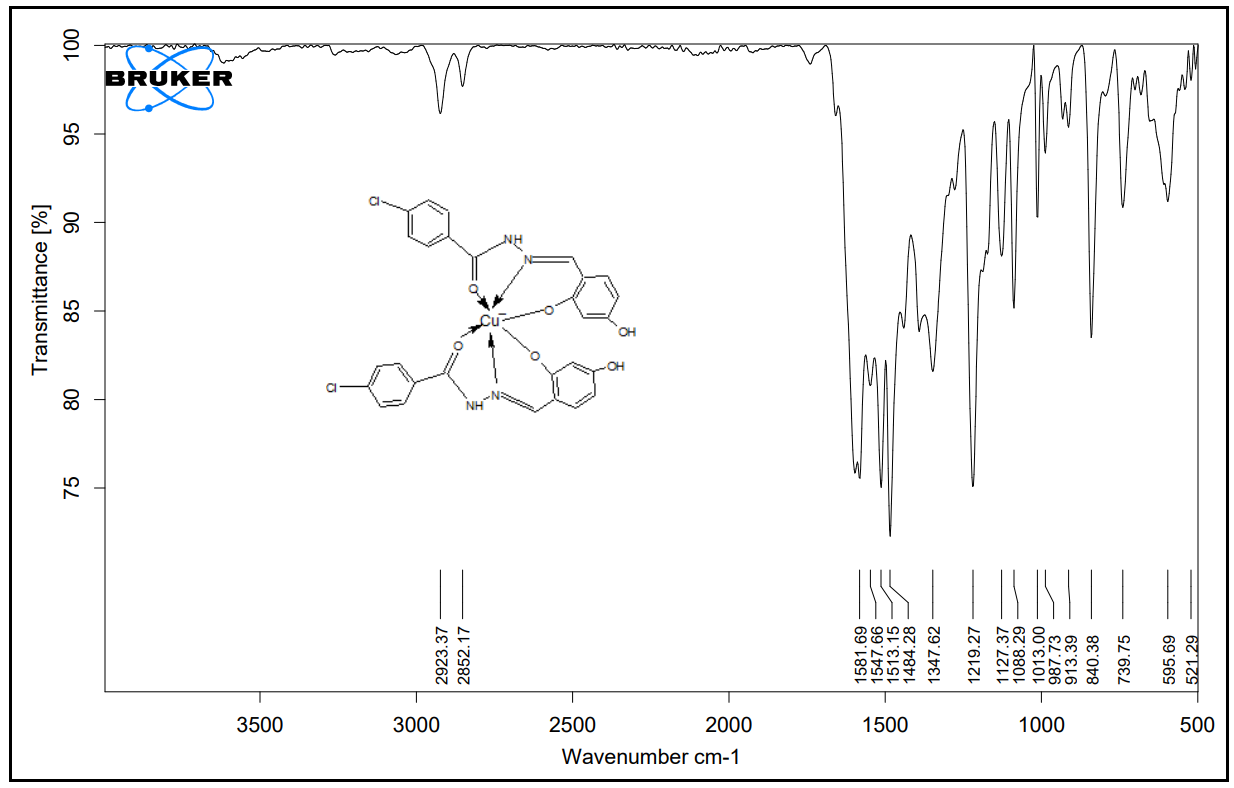 BRUKER
100
95
90
85
80
75
Transmittance [%]
Cl
NH
N
O
O
OH
Cu
O
O
OH
Cl
NH
N
2923.37
2852.17
1581.69
1547.66
1513.15
1484.28
1347.62
1219.27
1127.37
1088.29
1013.00
987.73
913.39
840.38
739.75
595.69
521.29
3500 3000 2500 2000 1500 1000 500
Wavenumber cm-1